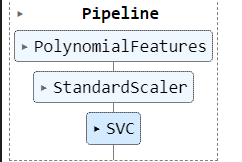 Pipeline
PolynomialFeatures
StandardScaler
SVC